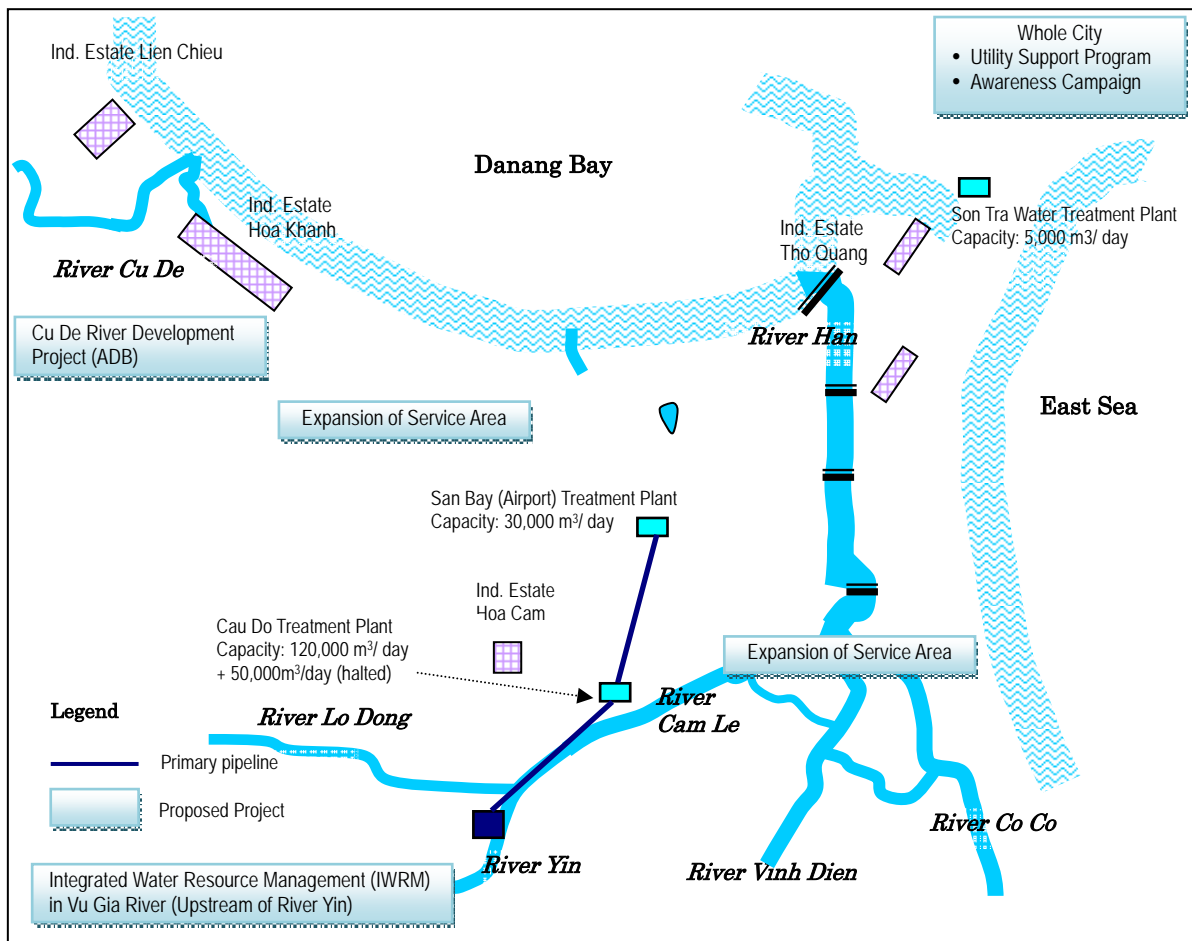 Ind. Estate Lien Chieu
Whole City
• Utility Support Program
• Awareness Campaign
Danang Bay
Ind. Estate
Hoa Khanh
Son Tra Water Treatment Plant
Capacity: 5,000 m3/ day
Ind. Estate
Tho Quang
River Cu De
Cu De River Development
Project (ADB)
River Han
East Sea
Expansion of Service Area
San Bay (Airport) Treatment Plant
Capacity: 30,000 m³/ day
Ind. Estate
Hoa Cam
Cau Do Treatment Plant
Capacity: 120,000 m³/ day
+ 50,000m³/day (halted)
Expansion of Service Area
River
Cam Le
Legend
River Lo Dong
Primary pipeline
Proposed Project
River Co Co
River Yin
River Vinh Dien
Integrated Water Resource Management (IWRM)
in Vu Gia River (Upstream of River Yin)